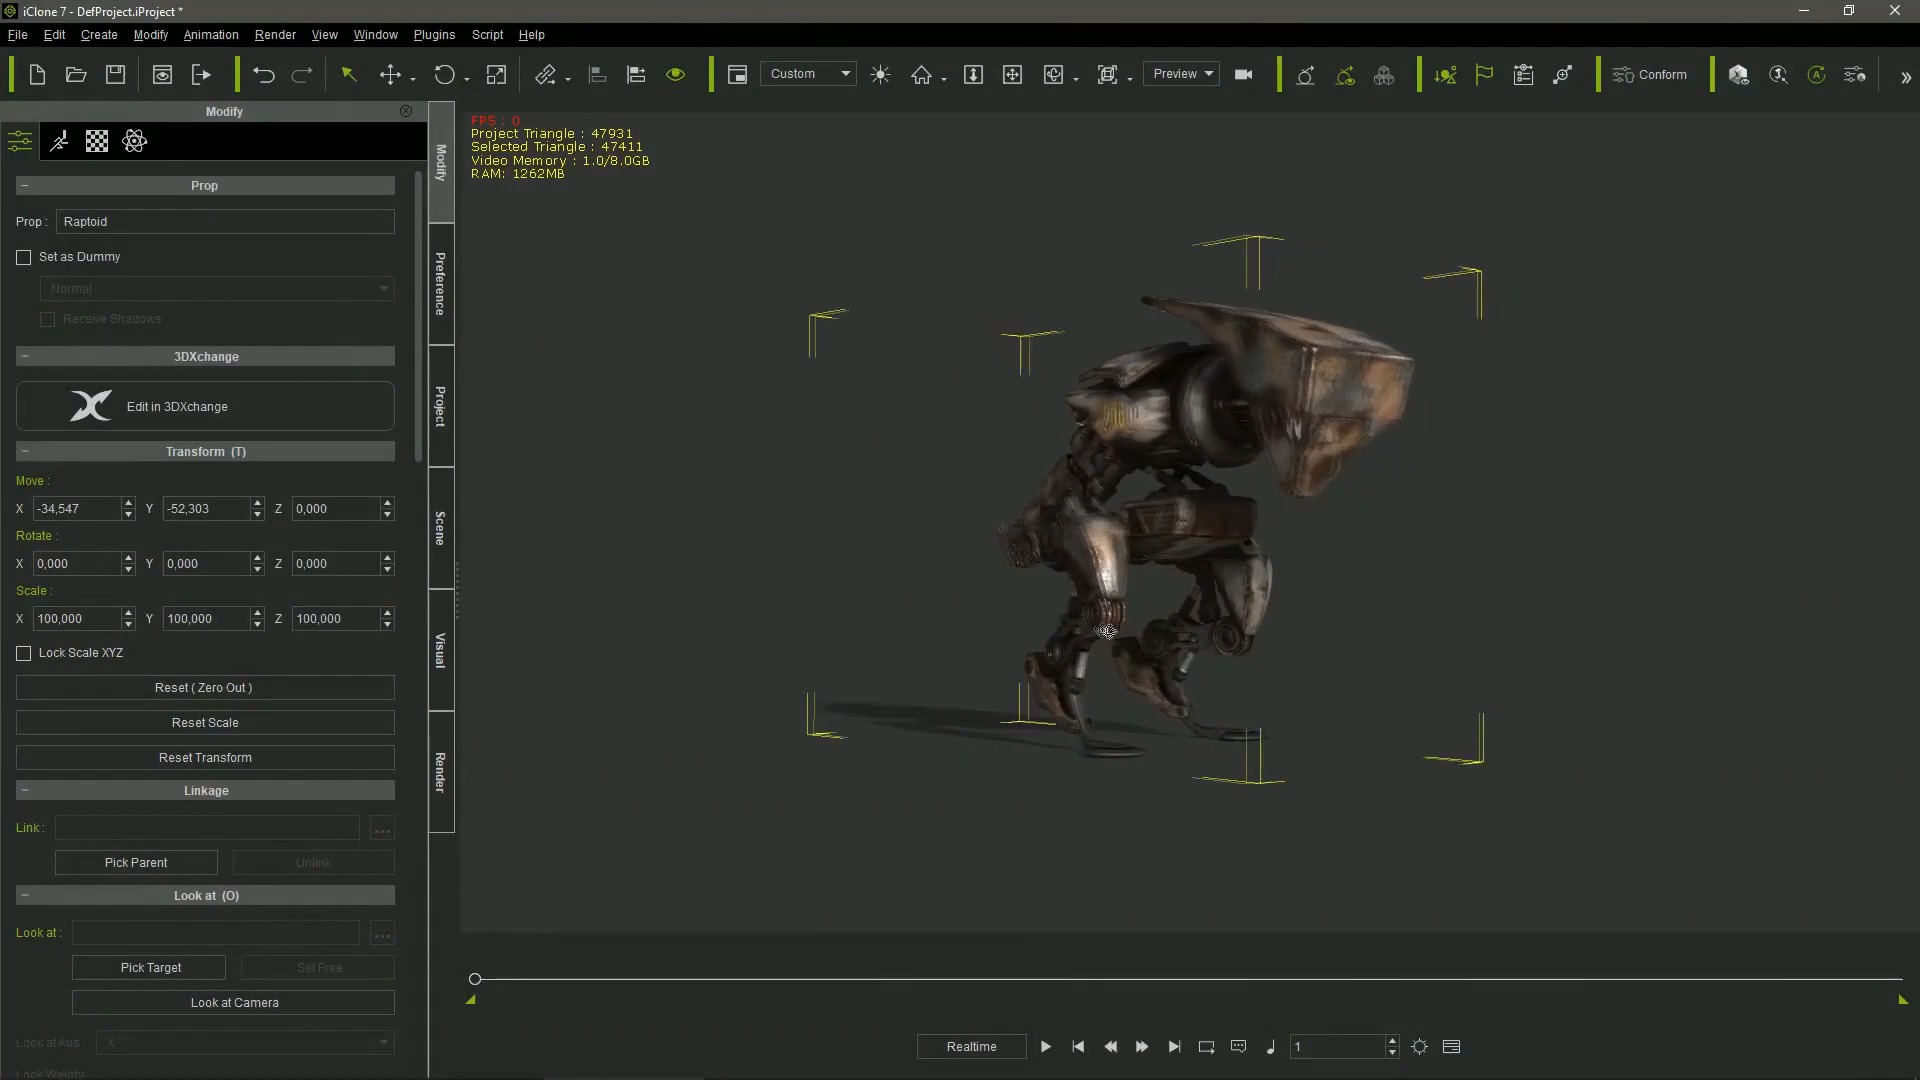 iClone 7 - DefProject.iProject *
File Edit Create Modify Animation Render View Window Plugins Script Help
Custom Preview Conform
Modify
FPS : 0
Project Triangle : 47931
Selected Triangle : 47411
Video Memory : 1.0/8.0GB
RAM: 1262MB
Prop
Prop : Raptoid
Set as Dummy
Normal
Receive Shadows
3DXchange
Edit in 3DXchange
Transform (T)
Move :
X -34,547 Y -52,303 Z 0,000
Rotate :
X 0,000 Y 0,000 Z 0,000
Scale :
X 100,000 Y 100,000 Z 100,000
Lock Scale XYZ
Reset ( Zero Out )
Reset Scale
Reset Transform
Linkage
Link : ...
Pick Parent Unlink
Look at (O)
Look at : ...
Pick Target Set Free
Look at Camera
Look at Axis : X
Look Weight
Modify
Preference
Project
Scene
Visual
Render
Realtime 1